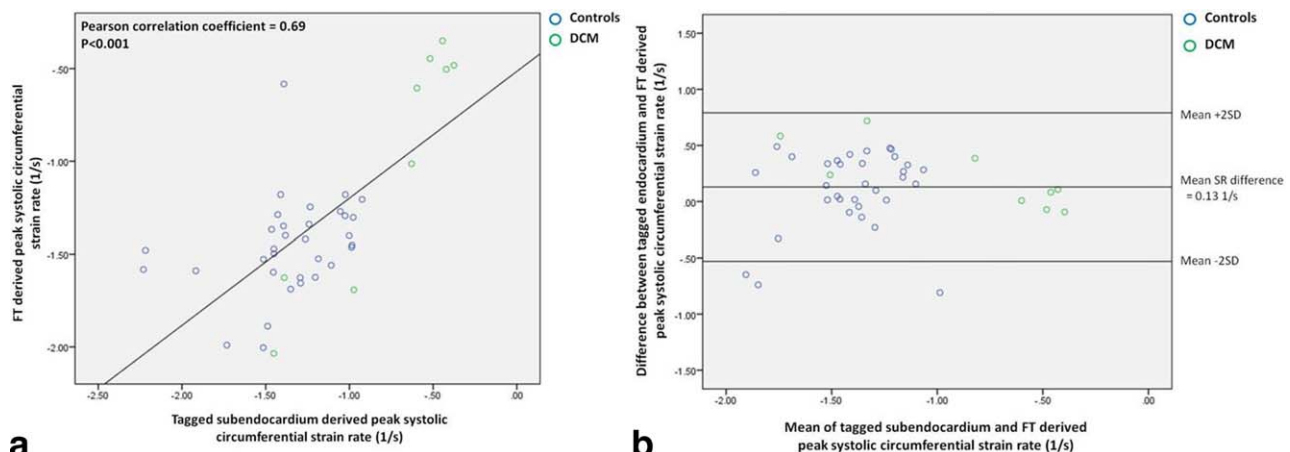 Pearson correlation coefficient = 0.69
P<0.001
Controls
DCM
FT derived peak systolic circumferential
strain rate (1/s)
-.50
-1.00
-1.50
-2.00
-2.50
-2.00
-1.50
-1.00
-.50
.00
Tagged subendocardium derived peak systolic
circumferential strain rate (1/s)
a
Controls
DCM
Difference between tagged endocardium and FT derived
peak systolic circumferential strain rate (1/s)
1.50
1.00
.50
.00
-.50
-1.00
-1.50
Mean +2SD
Mean SR difference
= 0.13 1/s
Mean -2SD
-2.00
-1.50
-1.00
-.50
.00
Mean of tagged subendocardium and FT derived
peak systolic circumferential strain rate (1/s)
b